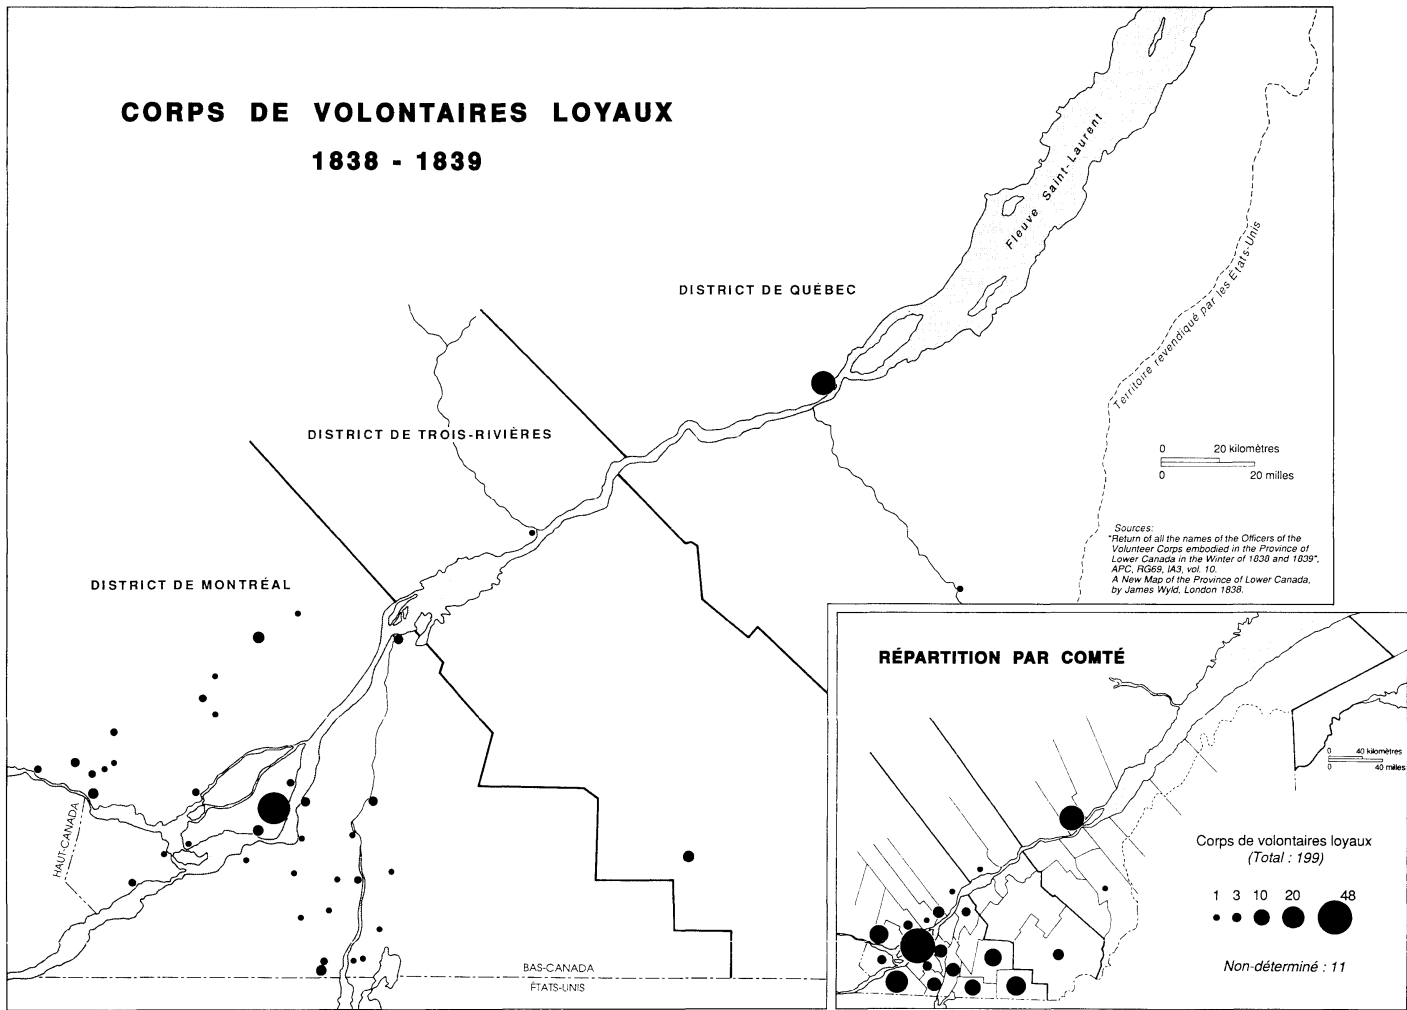 CORPS DE VOLONTAIRES LOYAUX
1838 - 1839
Fleuve Saint-Laurent
Territoire revendiqué par les États-Unis
DISTRICT DE QUÉBEC
DISTRICT DE TROIS-RIVIÈRES
DISTRICT DE MONTRÉAL
0 20 kilomètres
0 20 milles
Sources:
"Return of all the names of the Officers of the
Volunteer Corps embodied in the Province of
Lower Canada in the Winter of 1838 and 1839",
APC, RG69, IA3, vol. 10.
A New Map of the Province of Lower Canada,
by James Wyld, London 1838.
HAUT-CANADA
BAS-CANADA
ÉTATS-UNIS
RÉPARTITION PAR COMTÉ
0 40 kilomètres
0 40 milles
Corps de volontaires loyaux
(Total : 199)
1 3 10 20 48
Non-déterminé : 11